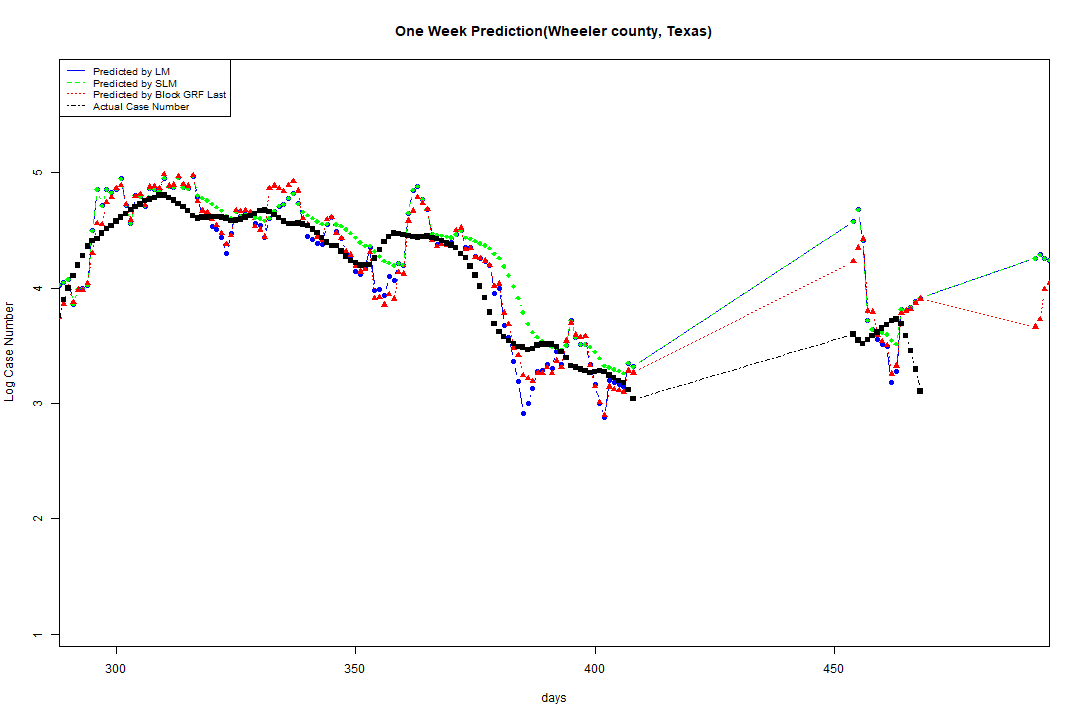 One Week Prediction(Wheeler county, Texas)
Predicted by LM
Predicted by SLM
Predicted by Block GRF Last
Actual Case Number
5
4
3
2
1
Log Case Number
300
350
400
450
days